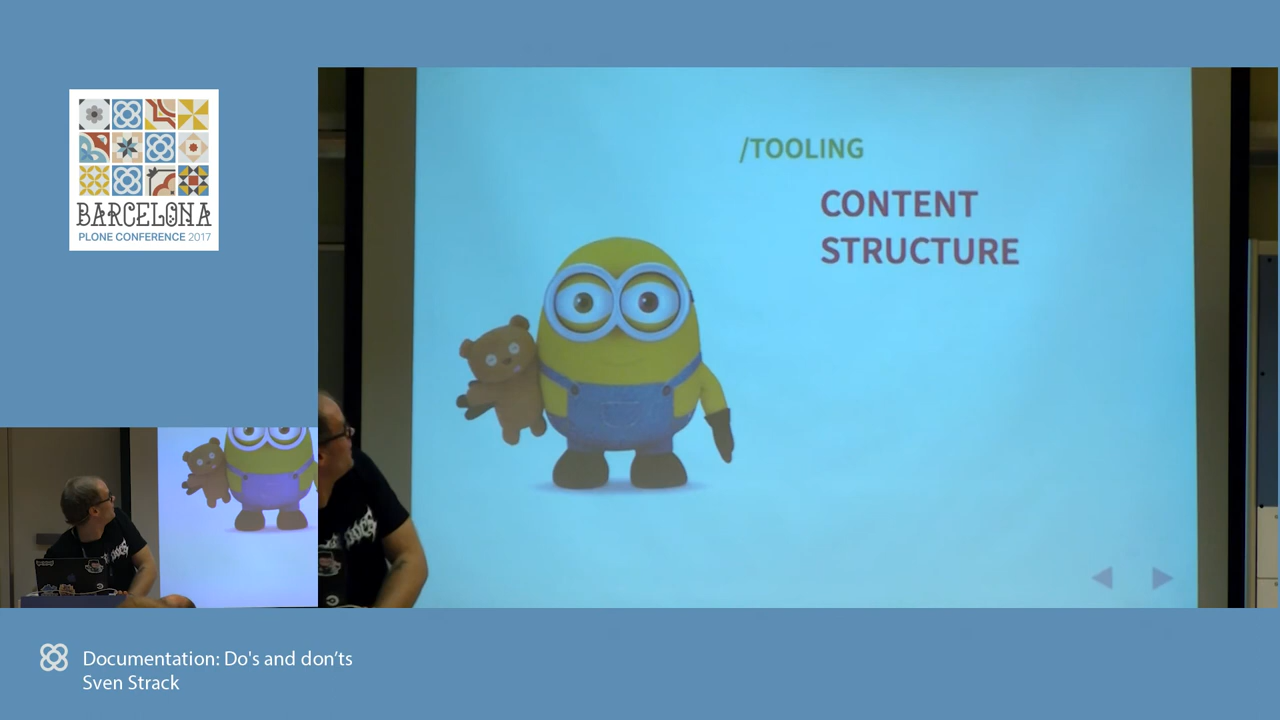 BARCELONA
PLONE CONFERENCE 2017
/TOOLING
CONTENT
STRUCTURE
Documentation: Do's and don'ts
Sven Strack